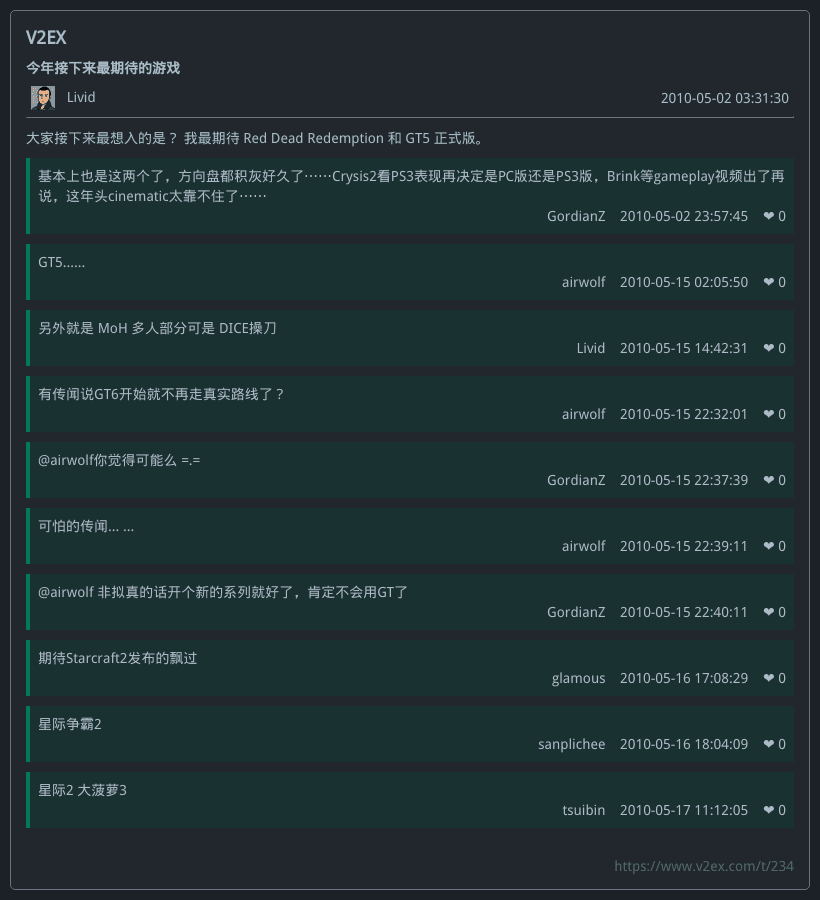 V2EX
今年接下来最期待的游戏
Livid 2010-05-02 03:31:30
大家接下来最想入的是？ 我最期待 Red Dead Redemption 和 GT5 正式版。
基本上也是这两个了，方向盘都积灰好久了⋯⋯Crysis2看PS3表现再决定是PC版还是PS3版，Brink等gameplay视频出了再
说，这年头cinematic太靠不住了⋯⋯
GordianZ 2010-05-02 23:57:45 ❤ 0
GT5......
airwolf 2010-05-15 02:05:50 ❤ 0
另外就是 MoH 多人部分可是 DICE操刀
Livid 2010-05-15 14:42:31 ❤ 0
有传闻说GT6开始就不再走真实路线了？
airwolf 2010-05-15 22:32:01 ❤ 0
@airwolf你觉得可能么 =.=
GordianZ 2010-05-15 22:37:39 ❤ 0
可怕的传闻... ...
airwolf 2010-05-15 22:39:11 ❤ 0
@airwolf 非拟真的话开个新的系列就好了，肯定不会用GT了
GordianZ 2010-05-15 22:40:11 ❤ 0
期待Starcraft2发布的飘过
glamous 2010-05-16 17:08:29 ❤ 0
星际争霸2
sanplichee 2010-05-16 18:04:09 ❤ 0
星际2 大菠萝3
tsuibin 2010-05-17 11:12:05 ❤ 0
https://www.v2ex.com/t/234